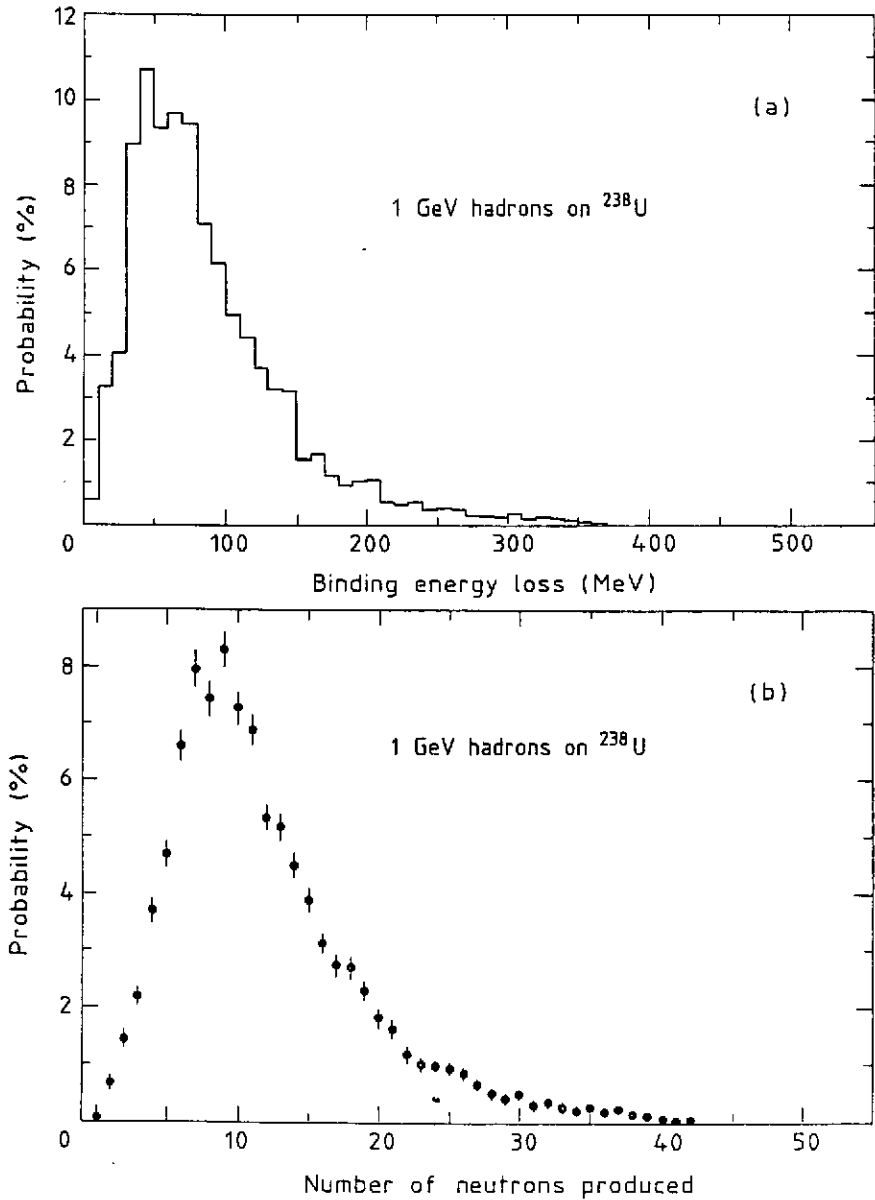 12
10
8
6
4
2
0
Probability (%)
(a)
1 GeV hadrons on ²³⁸U
100 200 300 400 500
Binding energy loss (MeV)
8
6
4
2
0
Probability (%)
(b)
1 GeV hadrons on ²³⁸U
10 20 30 40 50
Number of neutrons produced